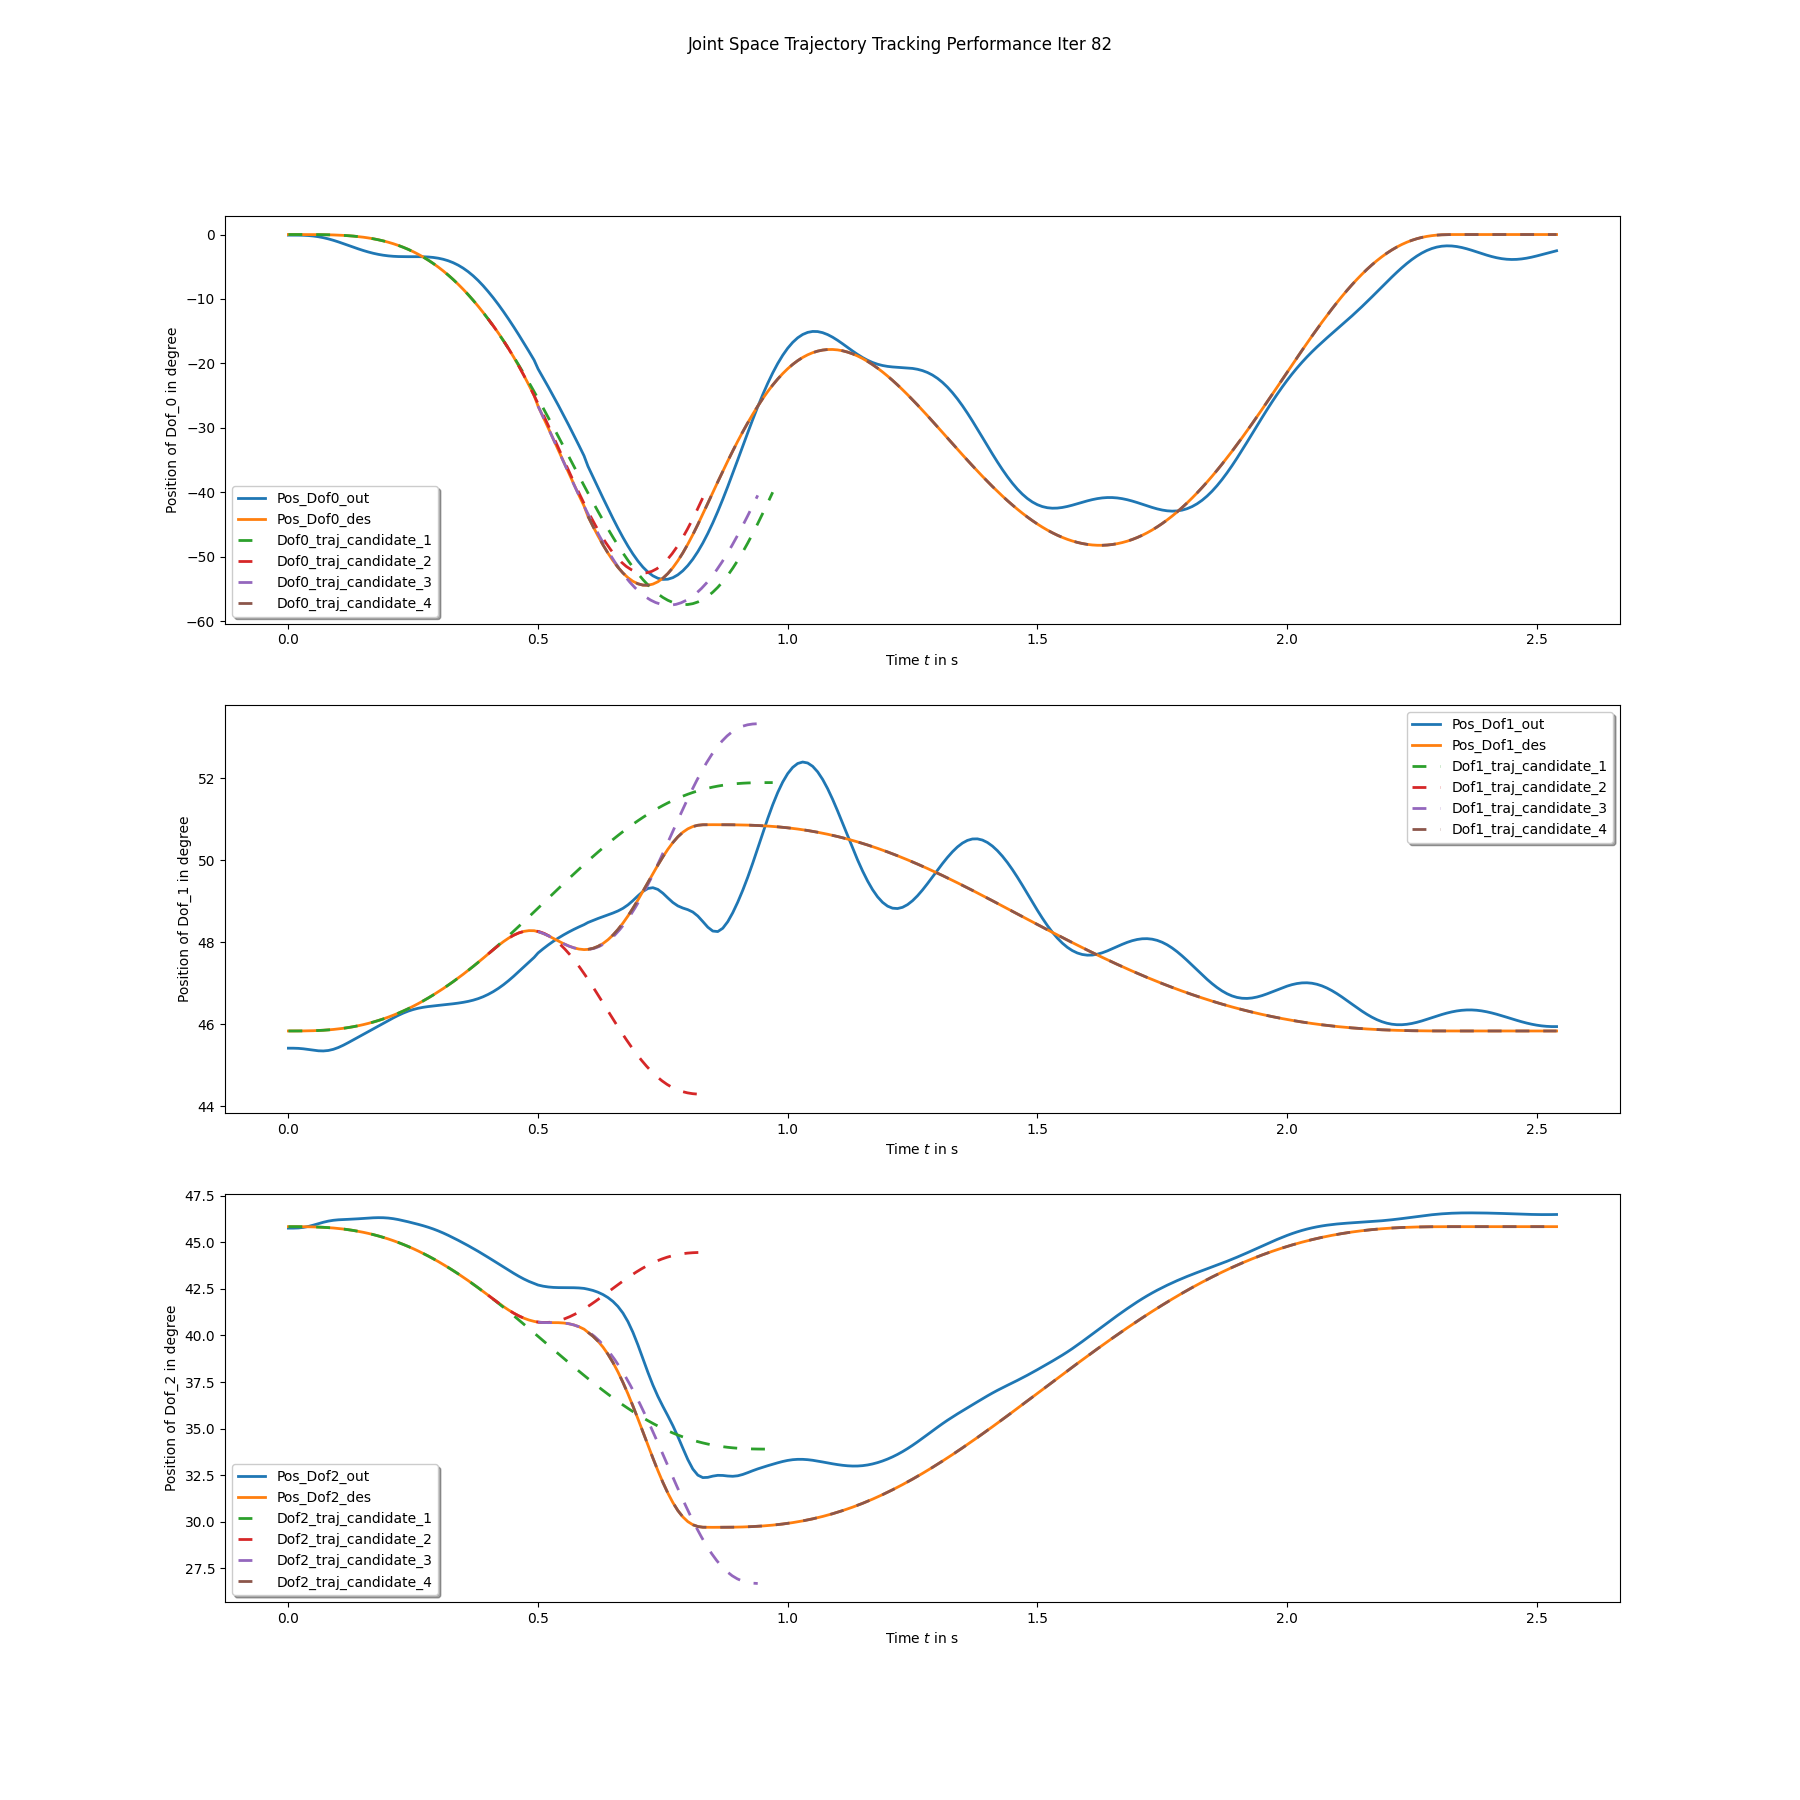 Joint Space Trajectory Tracking Performance Iter 82
Position of Dof_0 in degree
0
−10
−20
−30
−40
−50
−60
Pos_Dof0_out
Pos_Dof0_des
Dof0_traj_candidate_1
Dof0_traj_candidate_2
Dof0_traj_candidate_3
Dof0_traj_candidate_4
0.0 0.5 1.0 1.5 2.0 2.5
Time t in s
Position of Dof_1 in degree
52
50
48
46
44
Pos_Dof1_out
Pos_Dof1_des
Dof1_traj_candidate_1
Dof1_traj_candidate_2
Dof1_traj_candidate_3
Dof1_traj_candidate_4
0.0 0.5 1.0 1.5 2.0 2.5
Time t in s
Position of Dof_2 in degree
47.5
45.0
42.5
40.0
37.5
35.0
32.5
30.0
27.5
Pos_Dof2_out
Pos_Dof2_des
Dof2_traj_candidate_1
Dof2_traj_candidate_2
Dof2_traj_candidate_3
Dof2_traj_candidate_4
0.0 0.5 1.0 1.5 2.0 2.5
Time t in s